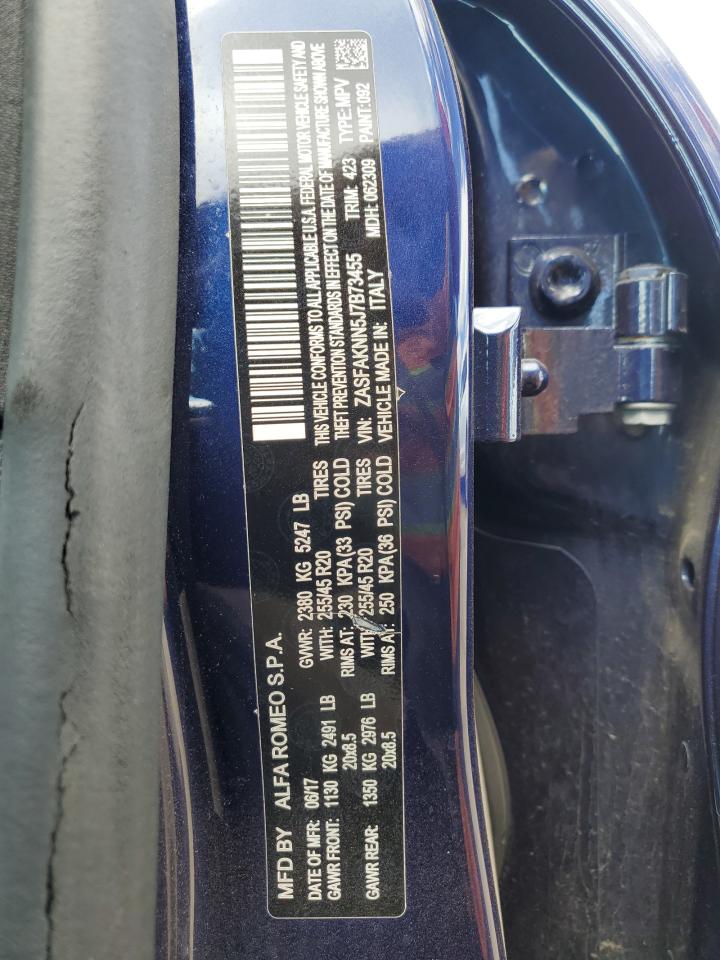 MFD BY ALFA ROMEO S.P.A.
DATE OF MFR: 06/17 GVWR: 2380 KG 5247 LB
GAWR FRONT: 1130 KG 2491 LB WITH: 255/45 R20 TIRES
20x8.5 RIMS AT: 230 KPA(33 PSI) COLD
GAWR REAR: 1350 KG 2976 LB WITH: 255/45 R20 TIRES
20x8.5 RIMS AT: 250 KPA(36 PSI) COLD
THIS VEHICLE CONFORMS TO ALL APPLICABLE U.S.A. FEDERAL MOTOR VEHICLE SAFETY AND
THEFT PREVENTION STANDARDS IN EFFECT ON THE DATE OF MANUFACTURE SHOWN ABOVE
VIN: ZASFAKNN5J7B73455 TRIM: 423 TYPE:MPV
VEHICLE MADE IN: ITALY MDH: 062309 PAINT:092